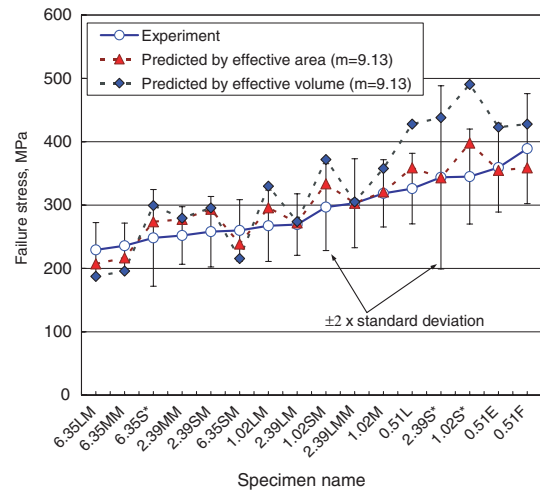 600
500
400
300
200
100
0
Failure stress, MPa
Experiment
Predicted by effective area (m=9.13)
Predicted by effective volume (m=9.13)
±2 x standard deviation
6.35LM
6.35MM
6.35S*
2.39MM
2.39SM
6.35SM
1.02LM
2.39LM
1.02SM
2.39LMM
1.02M
0.51L
2.39S*
1.02S*
0.51E
0.51F
Specimen name